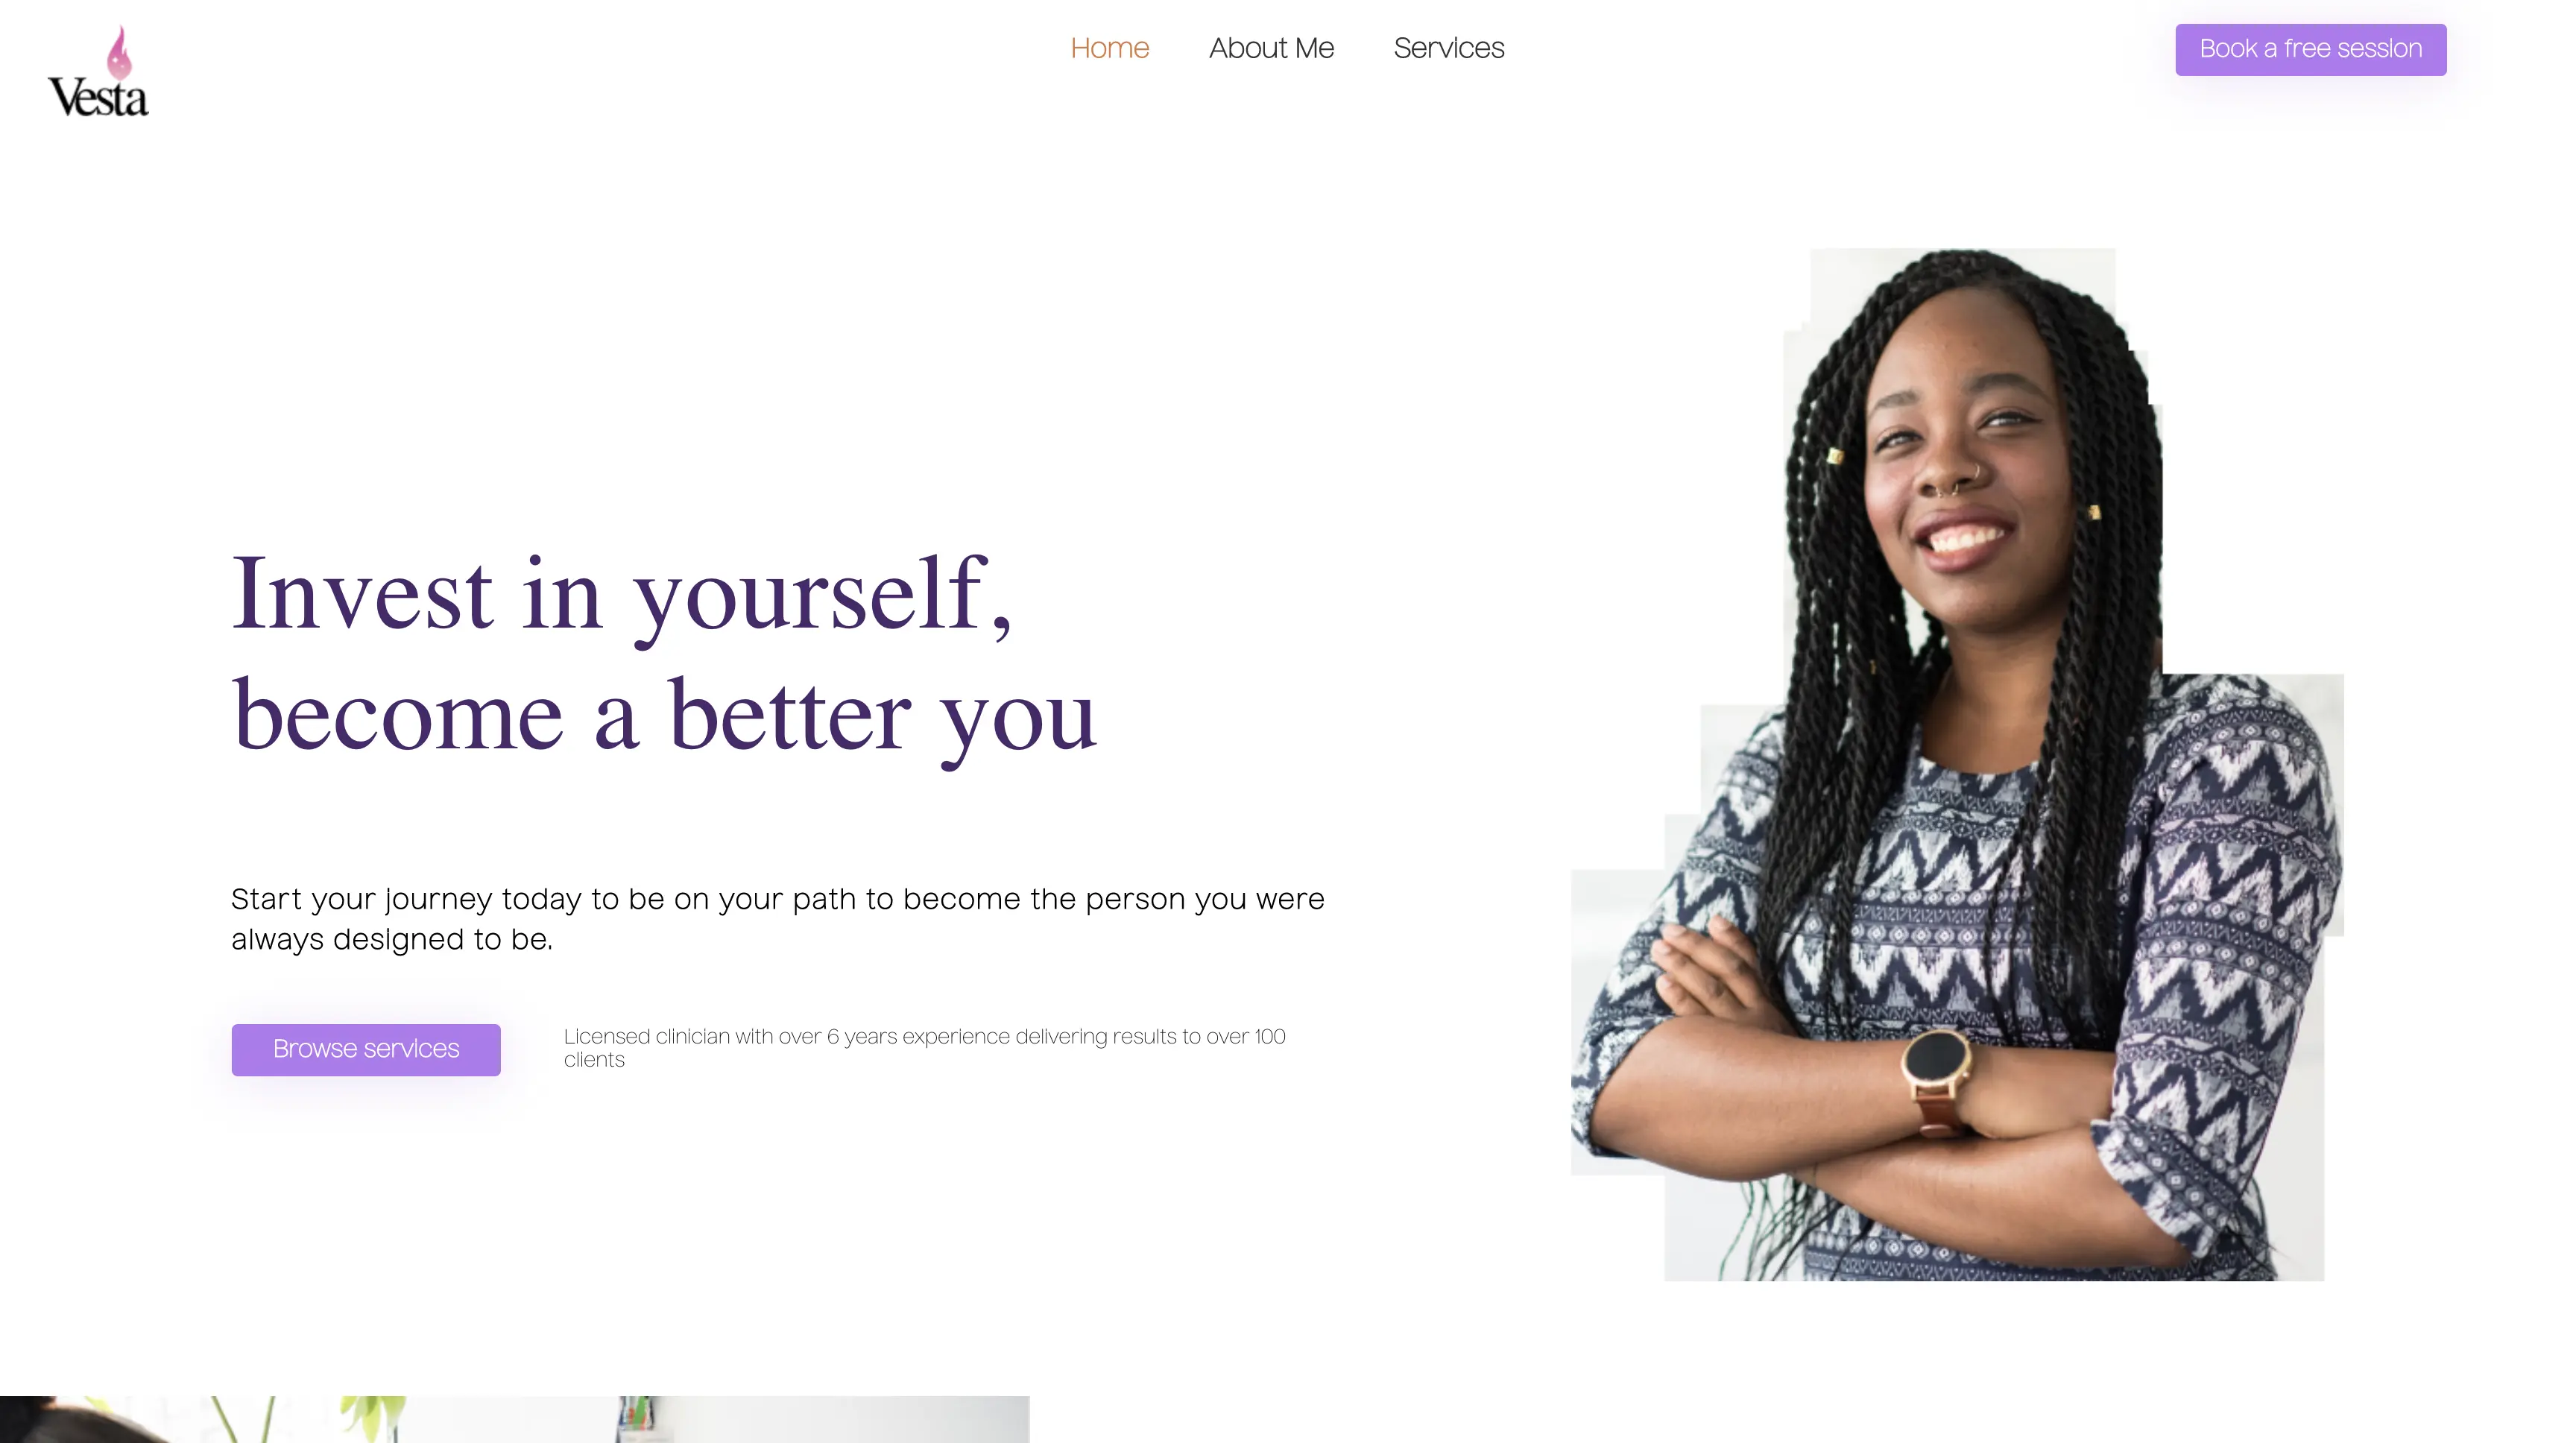 Vesta
Home
About Me
Services
Book a free session
Invest in yourself,
become a better you
Start your journey today to be on your path to become the person you were
always designed to be.
Browse services
Licensed clinician with over 6 years experience delivering results to over 100
clients